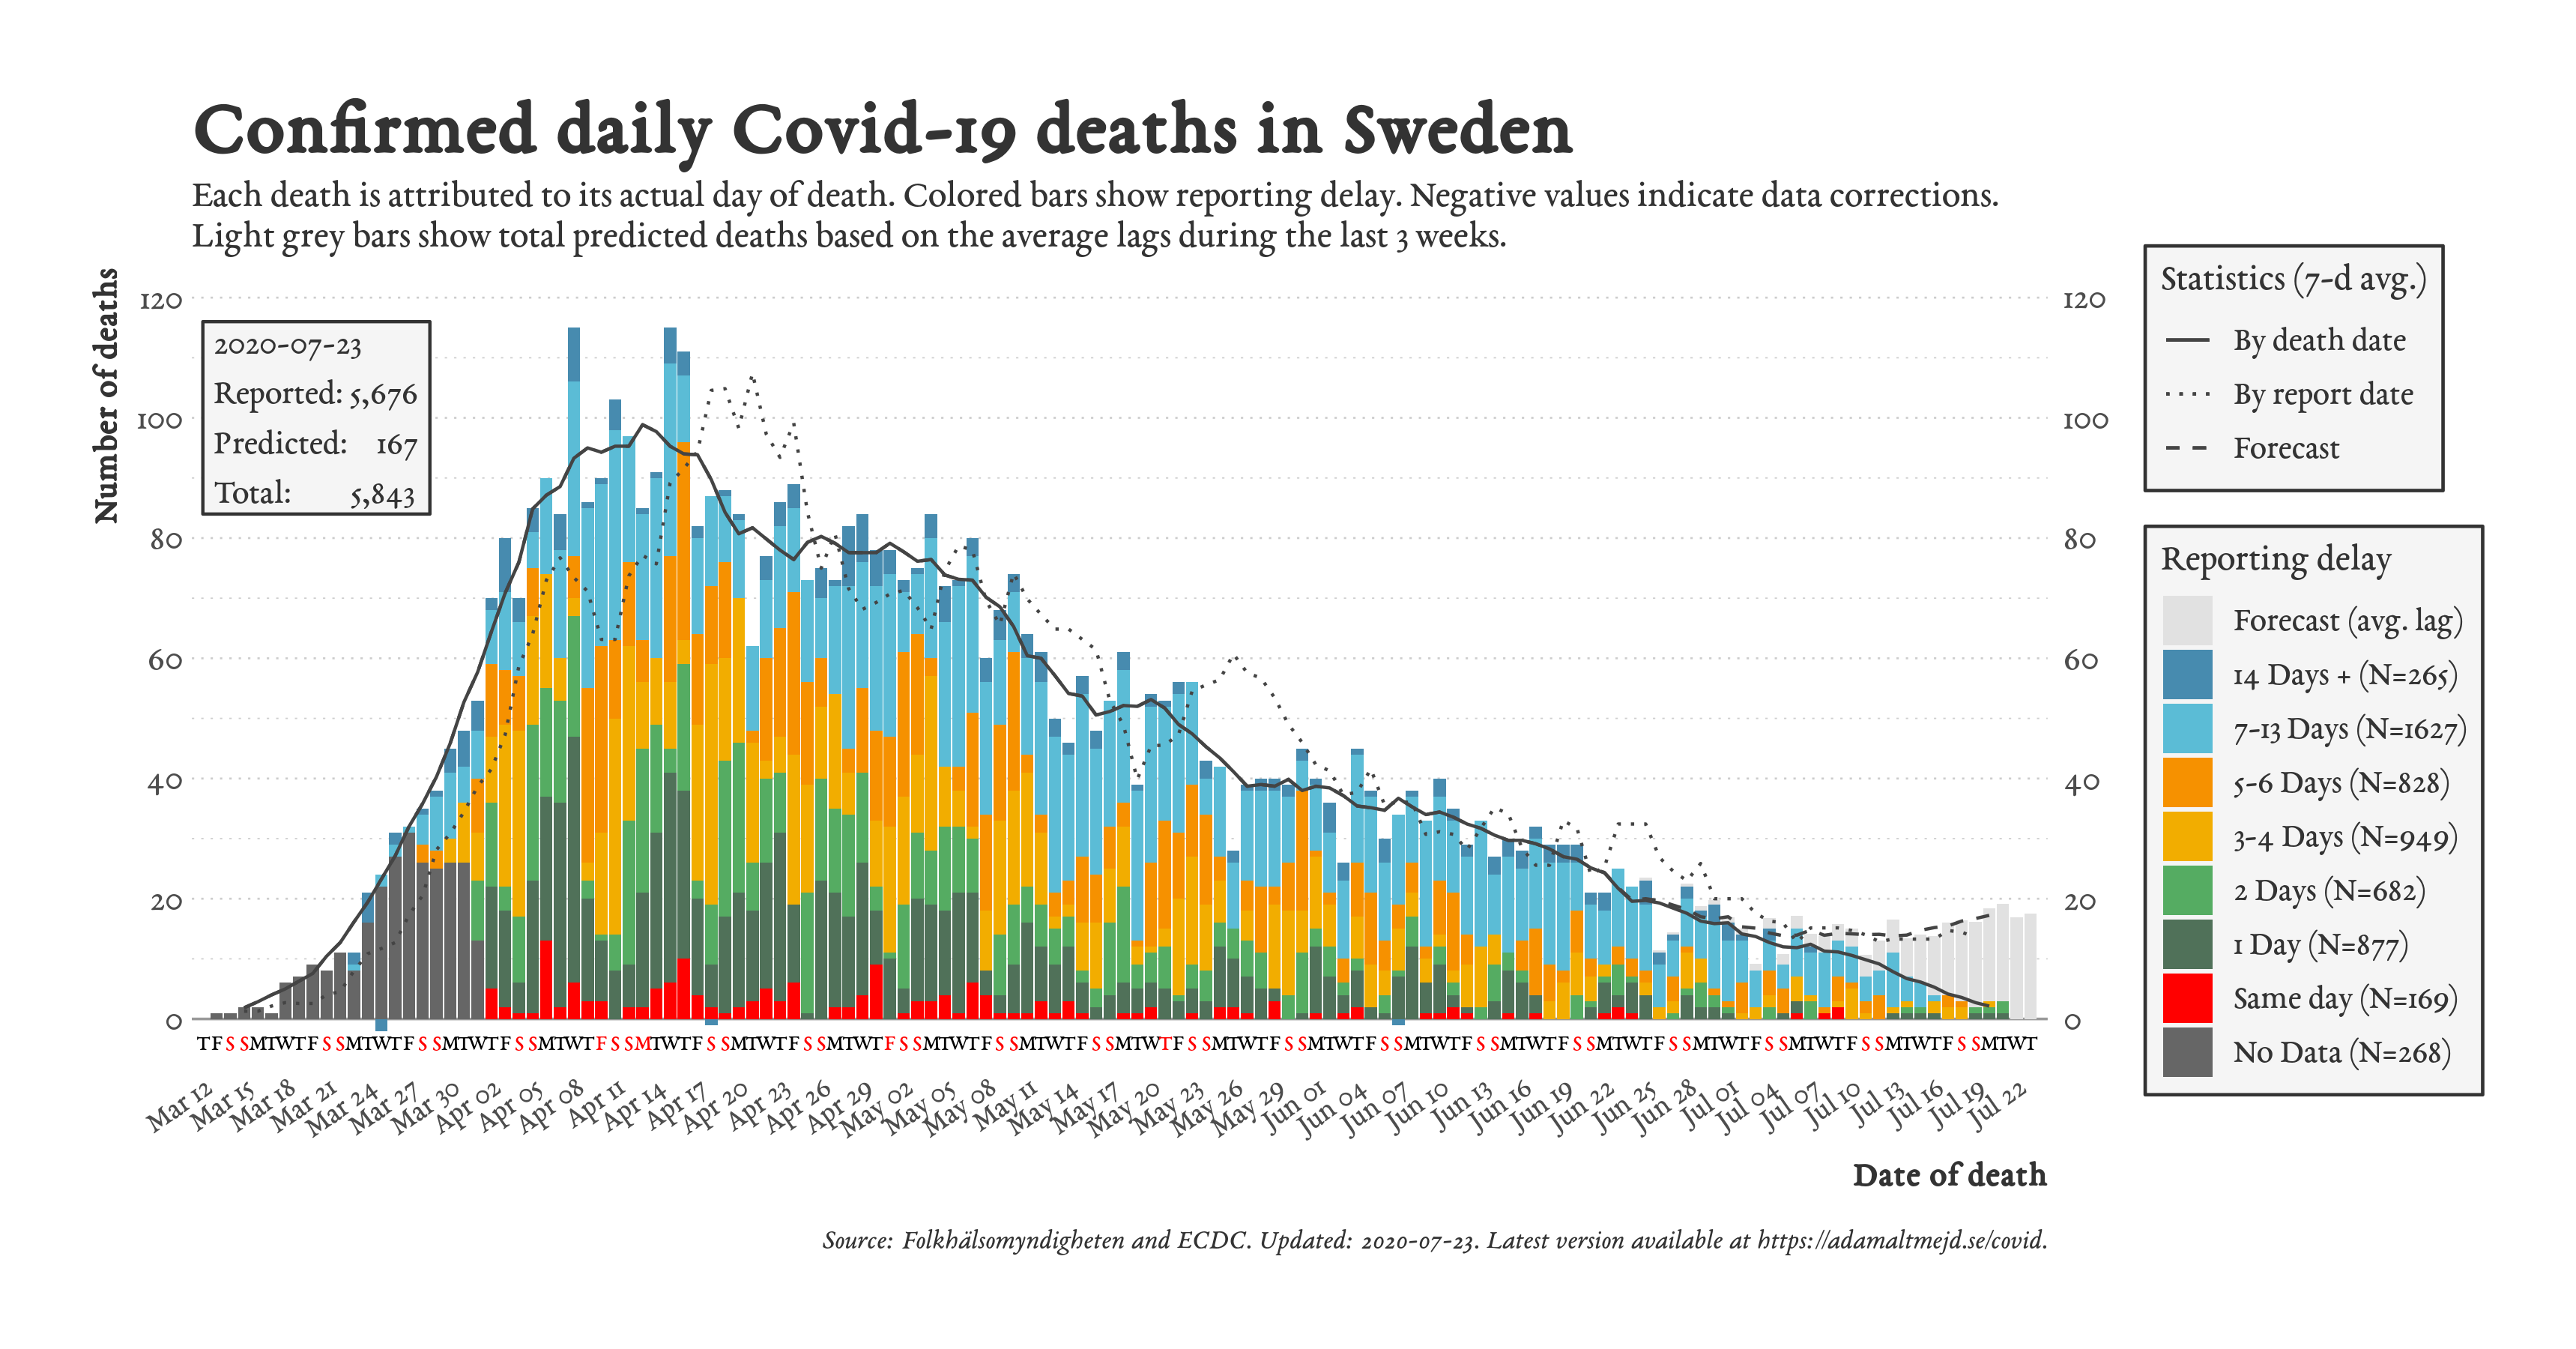 Confirmed daily Covid-19 deaths in Sweden
Each death is attributed to its actual day of death. Colored bars show reporting delay. Negative values indicate data corrections.
Light grey bars show total predicted deaths based on the average lags during the last 3 weeks.
Number of deaths
120
100
80
60
40
20
0
2020-07-23
Reported: 5,676
Predicted: 167
Total: 5,843
120
100
80
60
40
20
0
T F S S M T W T F S S M T W T F S S M T W T F S S M T W T F S S M T W T F S S M T W T F S S M T W T F S S M T W T F S S M T W T F S S M T W T F S S M T W T F S S M T W T F S S M T W T F S S M T W T F S S M T W T F S S M T W T F S S M T W T F S S M T W T F S S M T W T
Mar 12 Mar 15 Mar 18 Mar 21 Mar 24 Mar 27 Mar 30 Apr 02 Apr 05 Apr 08 Apr 11 Apr 14 Apr 17 Apr 20 Apr 23 Apr 26 Apr 29 May 02 May 05 May 08 May 11 May 14 May 17 May 20 May 23 May 26 May 29 Jun 01 Jun 04 Jun 07 Jun 10 Jun 13 Jun 16 Jun 19 Jun 22 Jun 25 Jun 28 Jul 01 Jul 04 Jul 07 Jul 10 Jul 13 Jul 16 Jul 19 Jul 22
Date of death
Statistics (7-d avg.)
By death date
By report date
Forecast
Reporting delay
Forecast (avg. lag)
14 Days + (N=265)
7-13 Days (N=1627)
5-6 Days (N=828)
3-4 Days (N=949)
2 Days (N=682)
1 Day (N=877)
Same day (N=169)
No Data (N=268)
Source: Folkhälsomyndigheten and ECDC. Updated: 2020-07-23. Latest version available at https://adamaltmejd.se/covid.